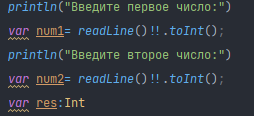 println("Введите первое число:")
var num1= readLine()!!.toInt();
println("Введите второе число:")
var num2= readLine()!!.toInt();
var res:Int